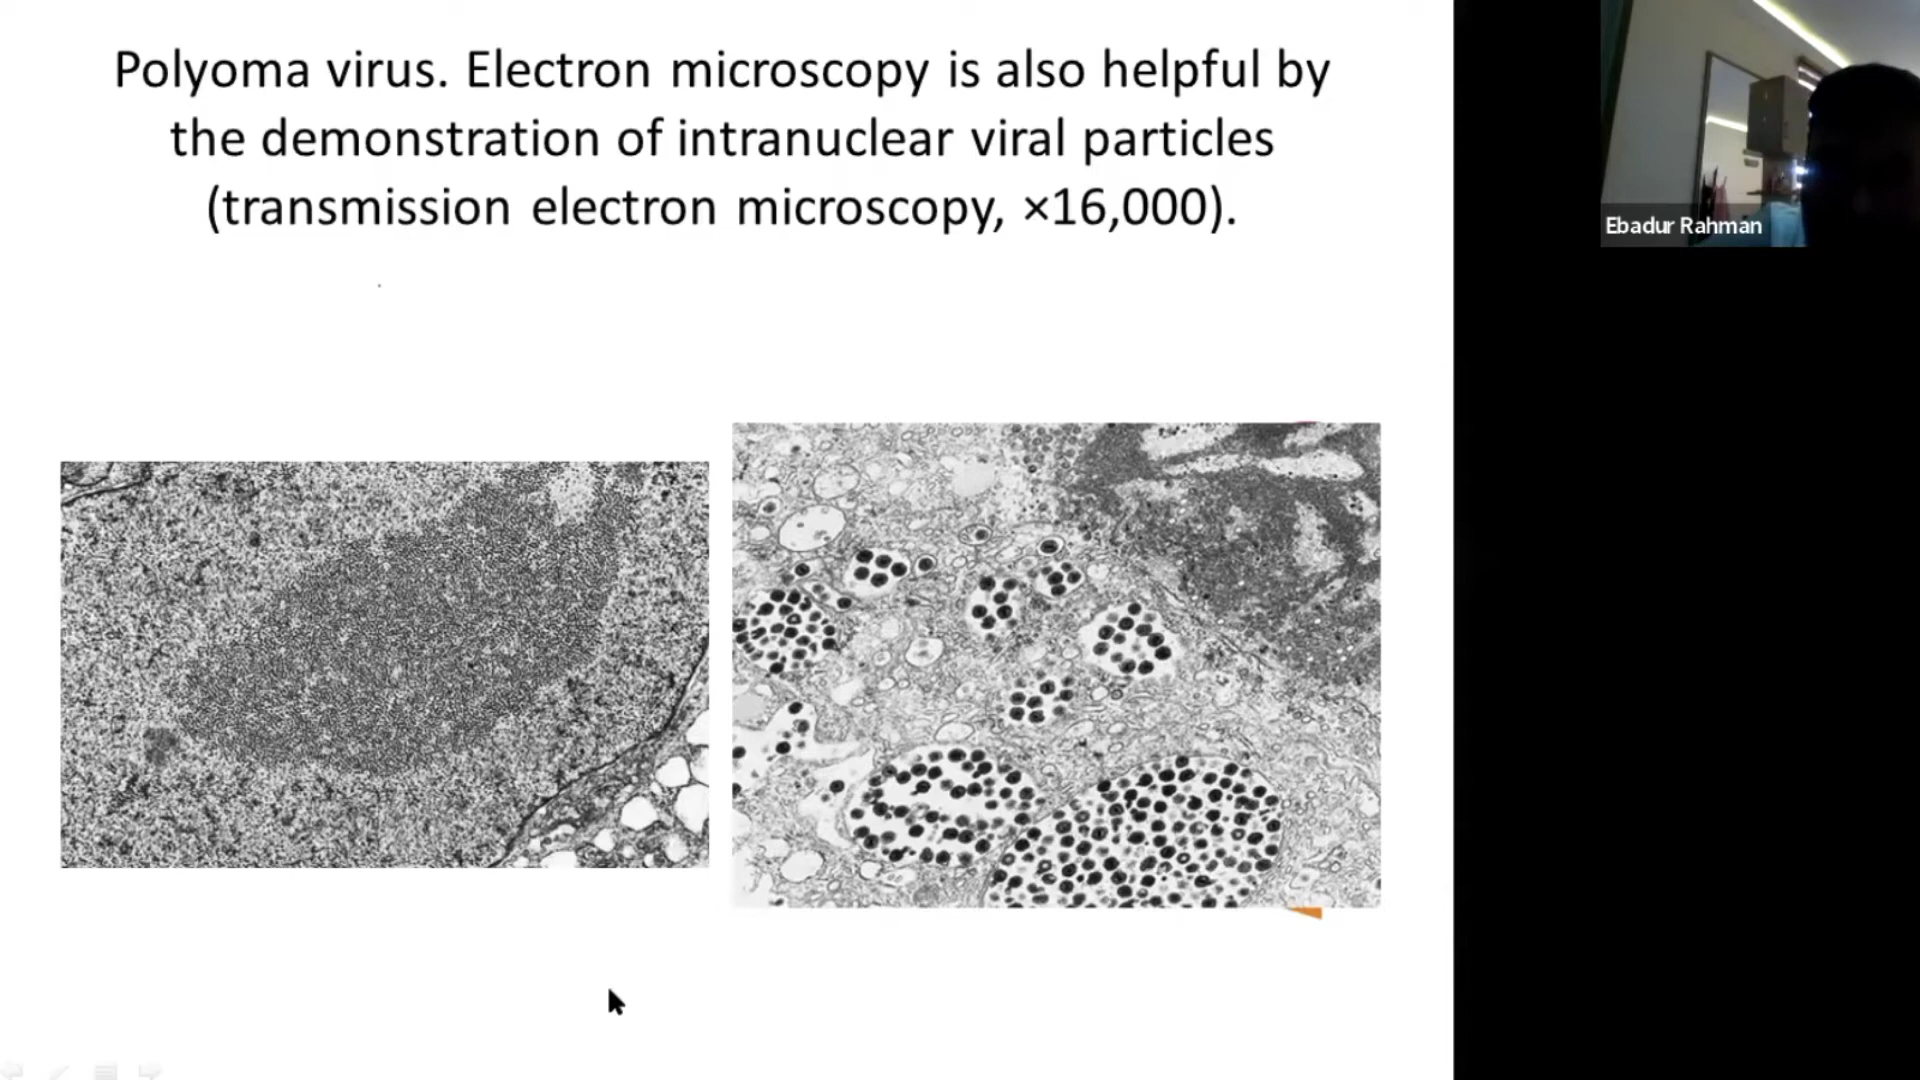 Polyoma virus. Electron microscopy is also helpful by
the demonstration of intranuclear viral particles
(transmission electron microscopy, ×16,000).
Ebadur Rahman